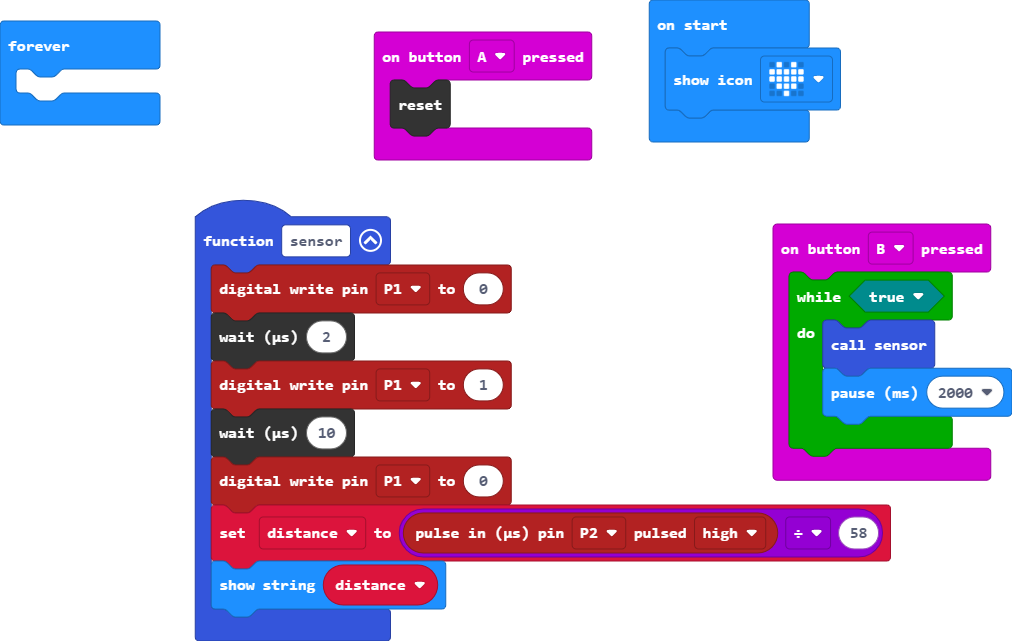 forever
on button A pressed
reset
on start
show icon
function sensor
digital write pin P1 to 0
wait (µs) 2
digital write pin P1 to 1
wait (µs) 10
digital write pin P1 to 0
set distance to pulse in (µs) pin P2 pulsed high ÷ 58
show string distance
on button B pressed
while true
do
call sensor
pause (ms) 2000